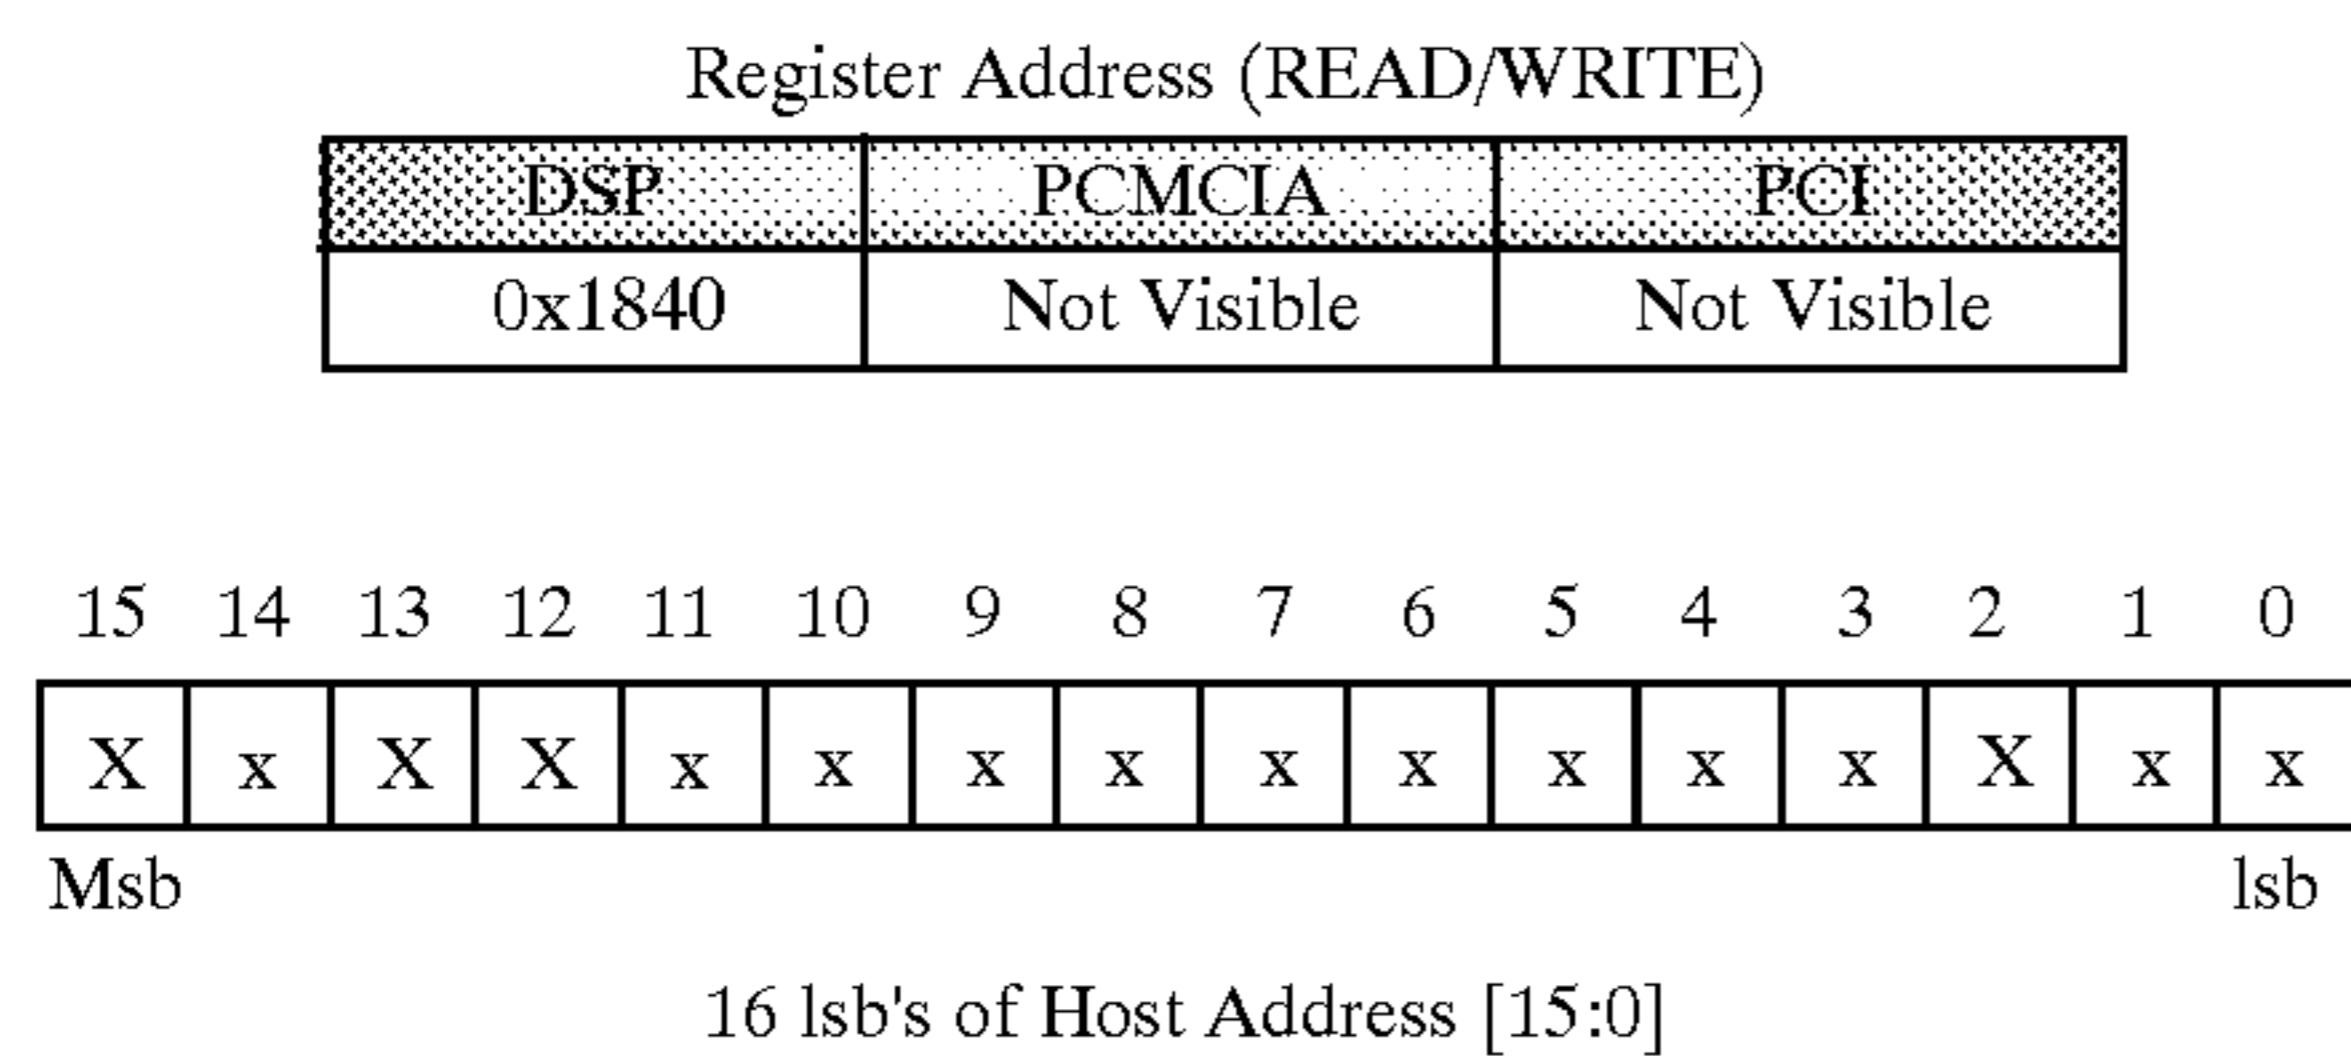 Register Address (READ/WRITE)
DSP PCMCIA PCI
0x1840 Not Visible Not Visible
15 14 13 12 11 10 9 8 7 6 5 4 3 2 1 0
X x X X x x x x x x x x x X x x
Msb lsb
16 lsb's of Host Address [15:0]